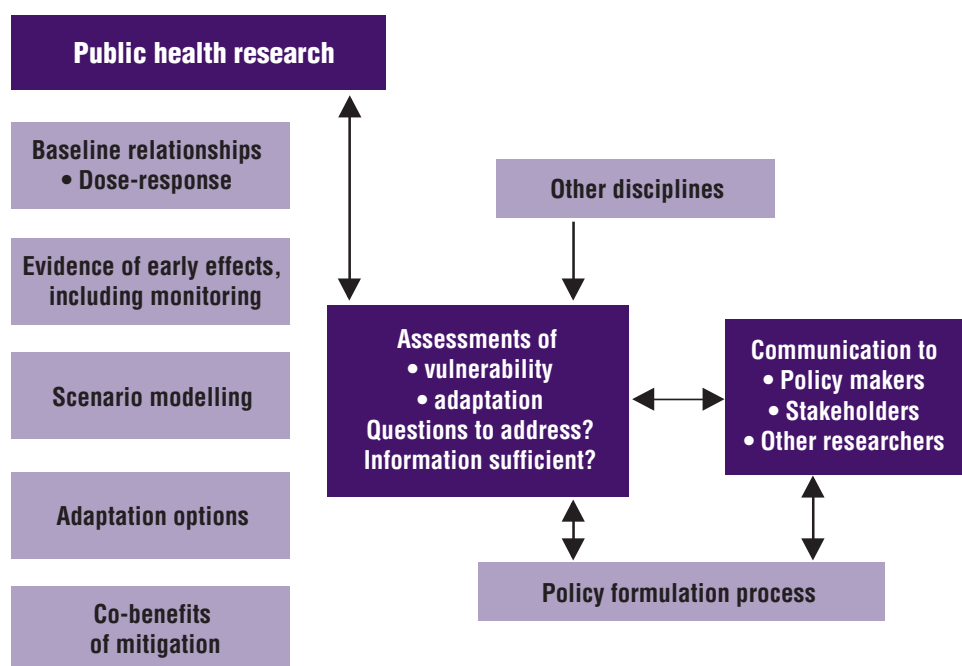 Public health research
Baseline relationships
• Dose-response
Evidence of early effects,
including monitoring
Scenario modelling
Adaptation options
Co-benefits
of mitigation
Other disciplines
Assessments of
• vulnerability
• adaptation
Questions to address?
Information sufficient?
Communication to
• Policy makers
• Stakeholders
• Other researchers
Policy formulation process